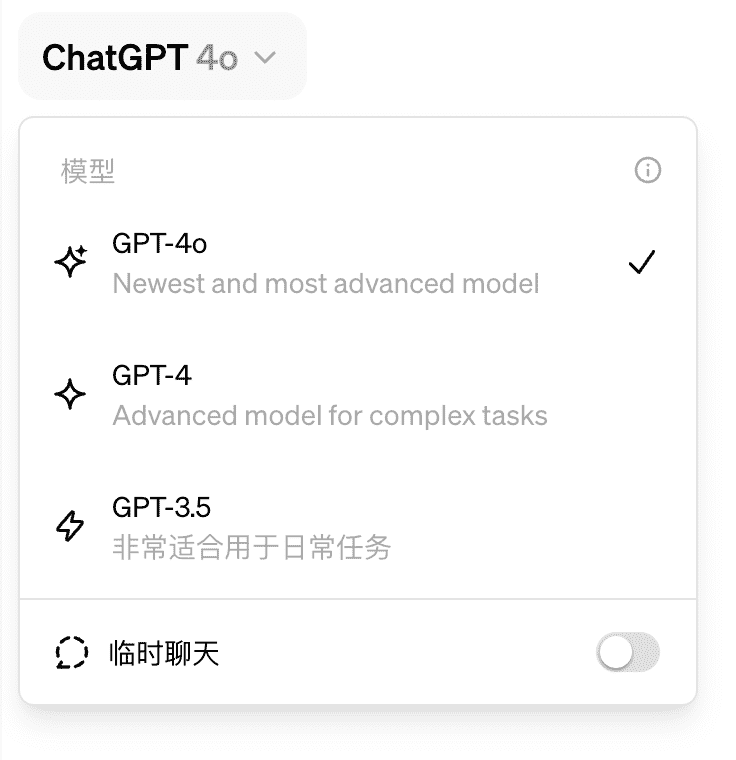 ChatGPT 4o
模型
GPT-4o
Newest and most advanced model
GPT-4
Advanced model for complex tasks
GPT-3.5
非常适合用于日常任务
临时聊天